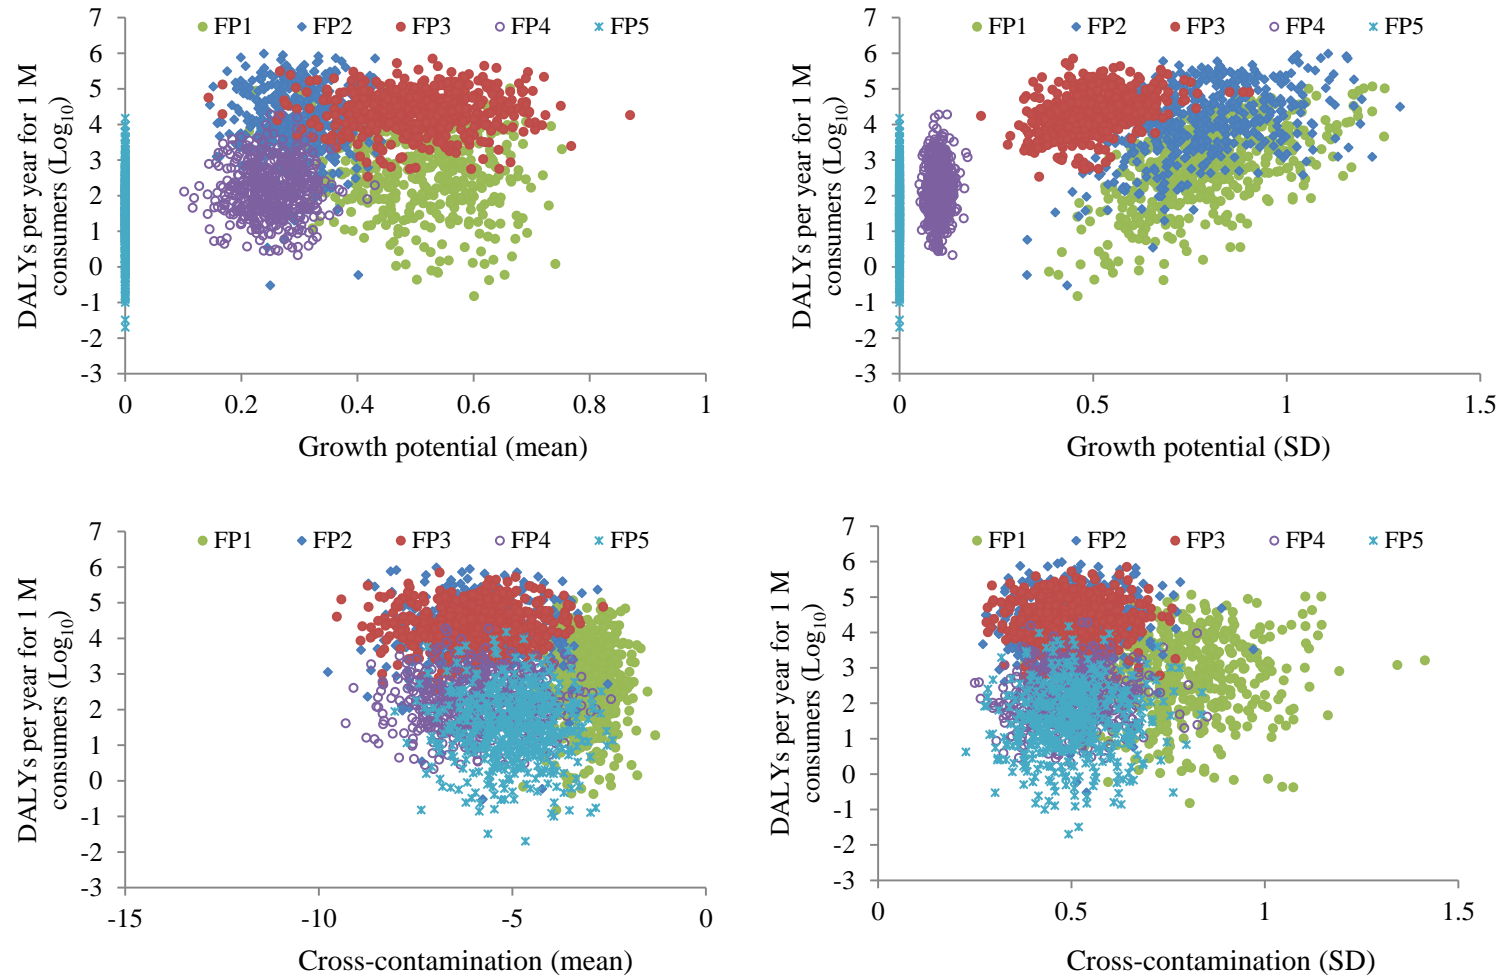 FP1 FP2 FP3 FP4 FP5
7
6
5
4
3
2
1
0
-1
-2
-3
0 0.2 0.4 0.6 0.8 1
DALYs per year for 1 M
consumers (Log10)
Growth potential (mean)
FP1 FP2 FP3 FP4 FP5
7
6
5
4
3
2
1
0
-1
-2
-3
0 0.5 1 1.5
DALYs per year for 1 M
consumers (Log10)
Growth potential (SD)
FP1 FP2 FP3 FP4 FP5
7
6
5
4
3
2
1
0
-1
-2
-3
-15 -10 -5 0
DALYs per year for 1 M
consumers (Log10)
Cross-contamination (mean)
FP1 FP2 FP3 FP4 FP5
7
6
5
4
3
2
1
0
-1
-2
-3
0 0.5 1 1.5
DALYs per year for 1 M
consumers (Log10)
Cross-contamination (SD)